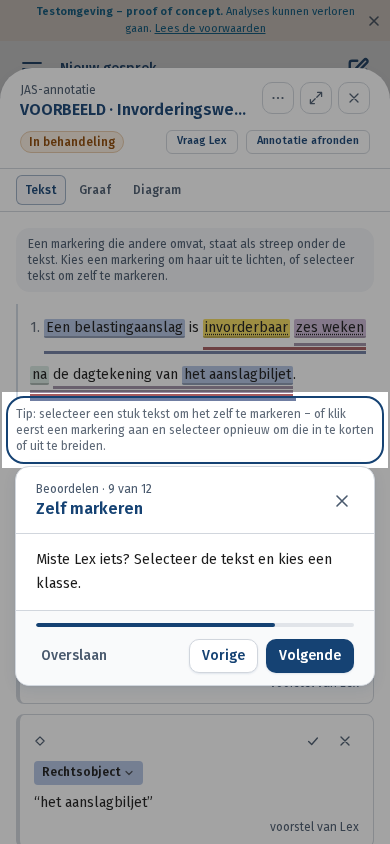 Testomgeving – proof of concept. Analyses kunnen verloren
gaan. Lees de voorwaarden
JAS-annotatie
VOORBEELD · Invorderingswe...
In behandeling
Vraag Lex
Annotatie afronden
Tekst
Graaf
Diagram
Een markering die andere omvat, staat als streep onder de
tekst. Kies een markering om haar uit te lichten, of selecteer
tekst om zelf te markeren.
1. Een belastingaanslag is invorderbaar zes weken
na de dagtekening van het aanslagbiljet.
Tip: selecteer een stuk tekst om het zelf te markeren – of klik
eerst een markering aan en selecteer opnieuw om die in te korten
of uit te breiden.
Beoordelen · 9 van 12
Zelf markeren
Miste Lex iets? Selecteer de tekst en kies een
klasse.
Overslaan
Vorige
Volgende
Rechtsobject
“het aanslagbiljet”
voorstel van Lex